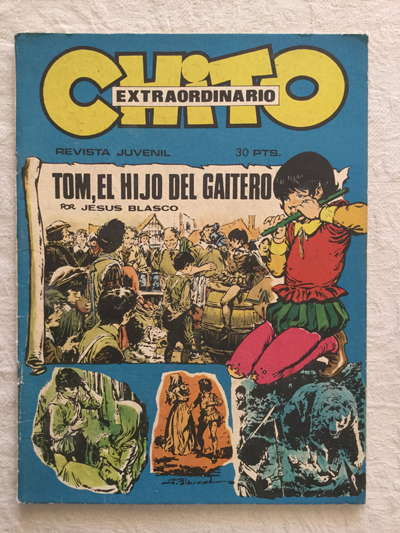 CHITO
EXTRAORDINARIO
REVISTA JUVENIL 30 PTS.
TOM, EL HIJO DEL GAITERO
POR JESUS BLASCO